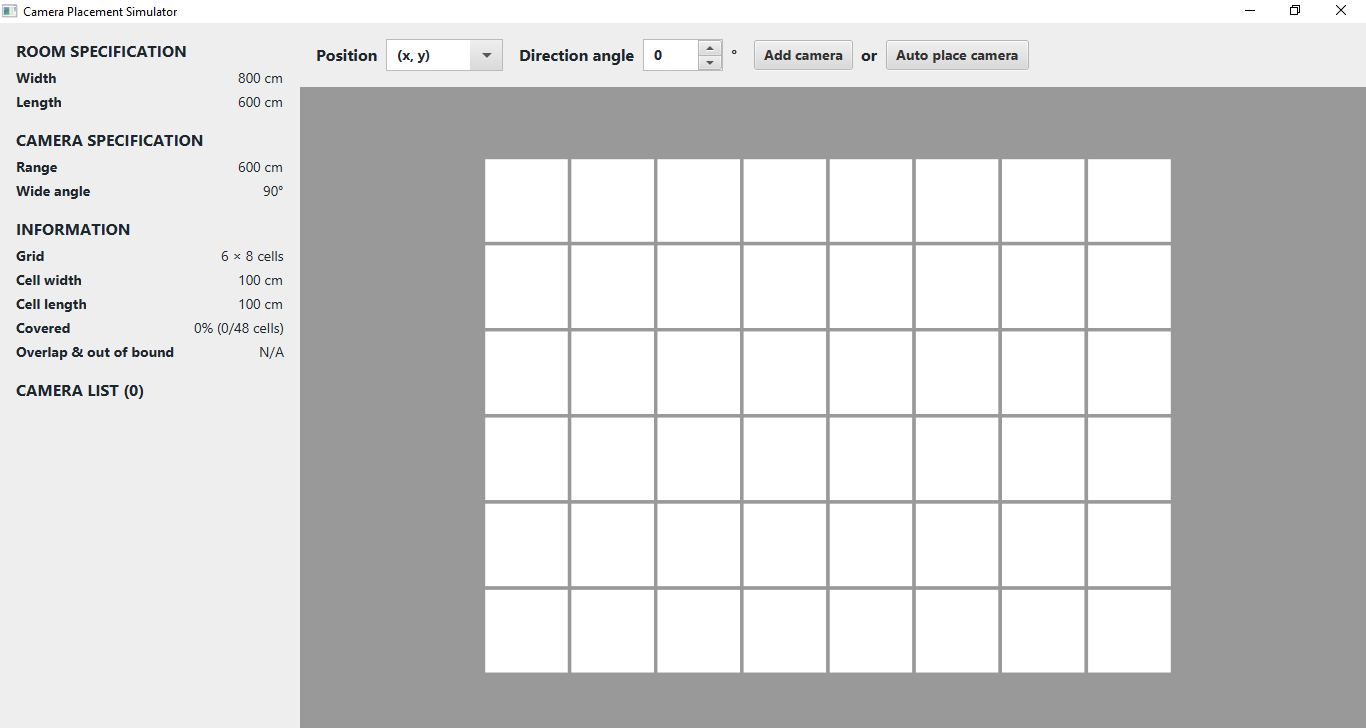 Camera Placement Simulator
ROOM SPECIFICATION
Width 800 cm
Length 600 cm
CAMERA SPECIFICATION
Range 600 cm
Wide angle 90°
INFORMATION
Grid 6 × 8 cells
Cell width 100 cm
Cell length 100 cm
Covered 0% (0/48 cells)
Overlap & out of bound N/A
CAMERA LIST (0)
Position (x, y) Direction angle 0 ° Add camera or Auto place camera